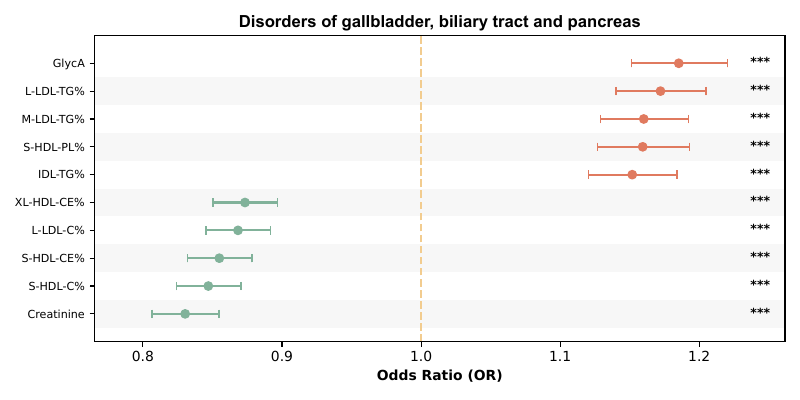 Disorders of gallbladder, biliary tract and pancreas
GlycA ***
L-LDL-TG% ***
M-LDL-TG% ***
S-HDL-PL% ***
IDL-TG% ***
XL-HDL-CE% ***
L-LDL-C% ***
S-HDL-CE% ***
S-HDL-C% ***
Creatinine ***
0.8 0.9 1.0 1.1 1.2
Odds Ratio (OR)